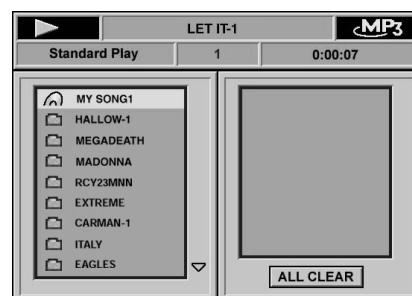 LET IT-1
MP3
Standard Play 1 0:00:07
MY SONG1
HALLOW-1
MEGADEATH
MADONNA
RCY23MNN
EXTREME
CARMAN-1
ITALY
EAGLES
ALL CLEAR